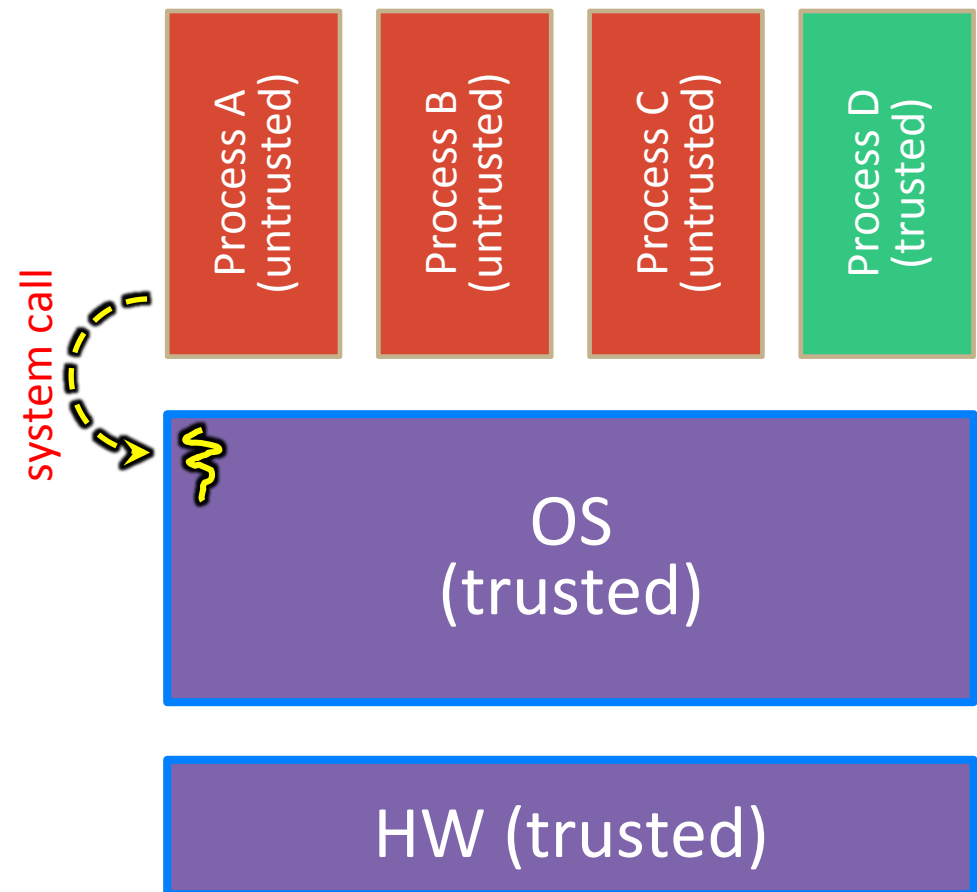 Process A
(untrusted)
Process B
(untrusted)
Process C
(untrusted)
Process D
(trusted)
system call
OS
(trusted)
HW (trusted)